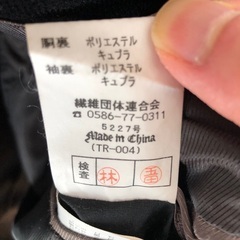 胴裏 ポリエステル
キュプラ
袖裏 ポリエステル
キュプラ
繊維団体連合会
☎0586-77-0311
5227号
Made in China
(TR-004)
検査 林 番